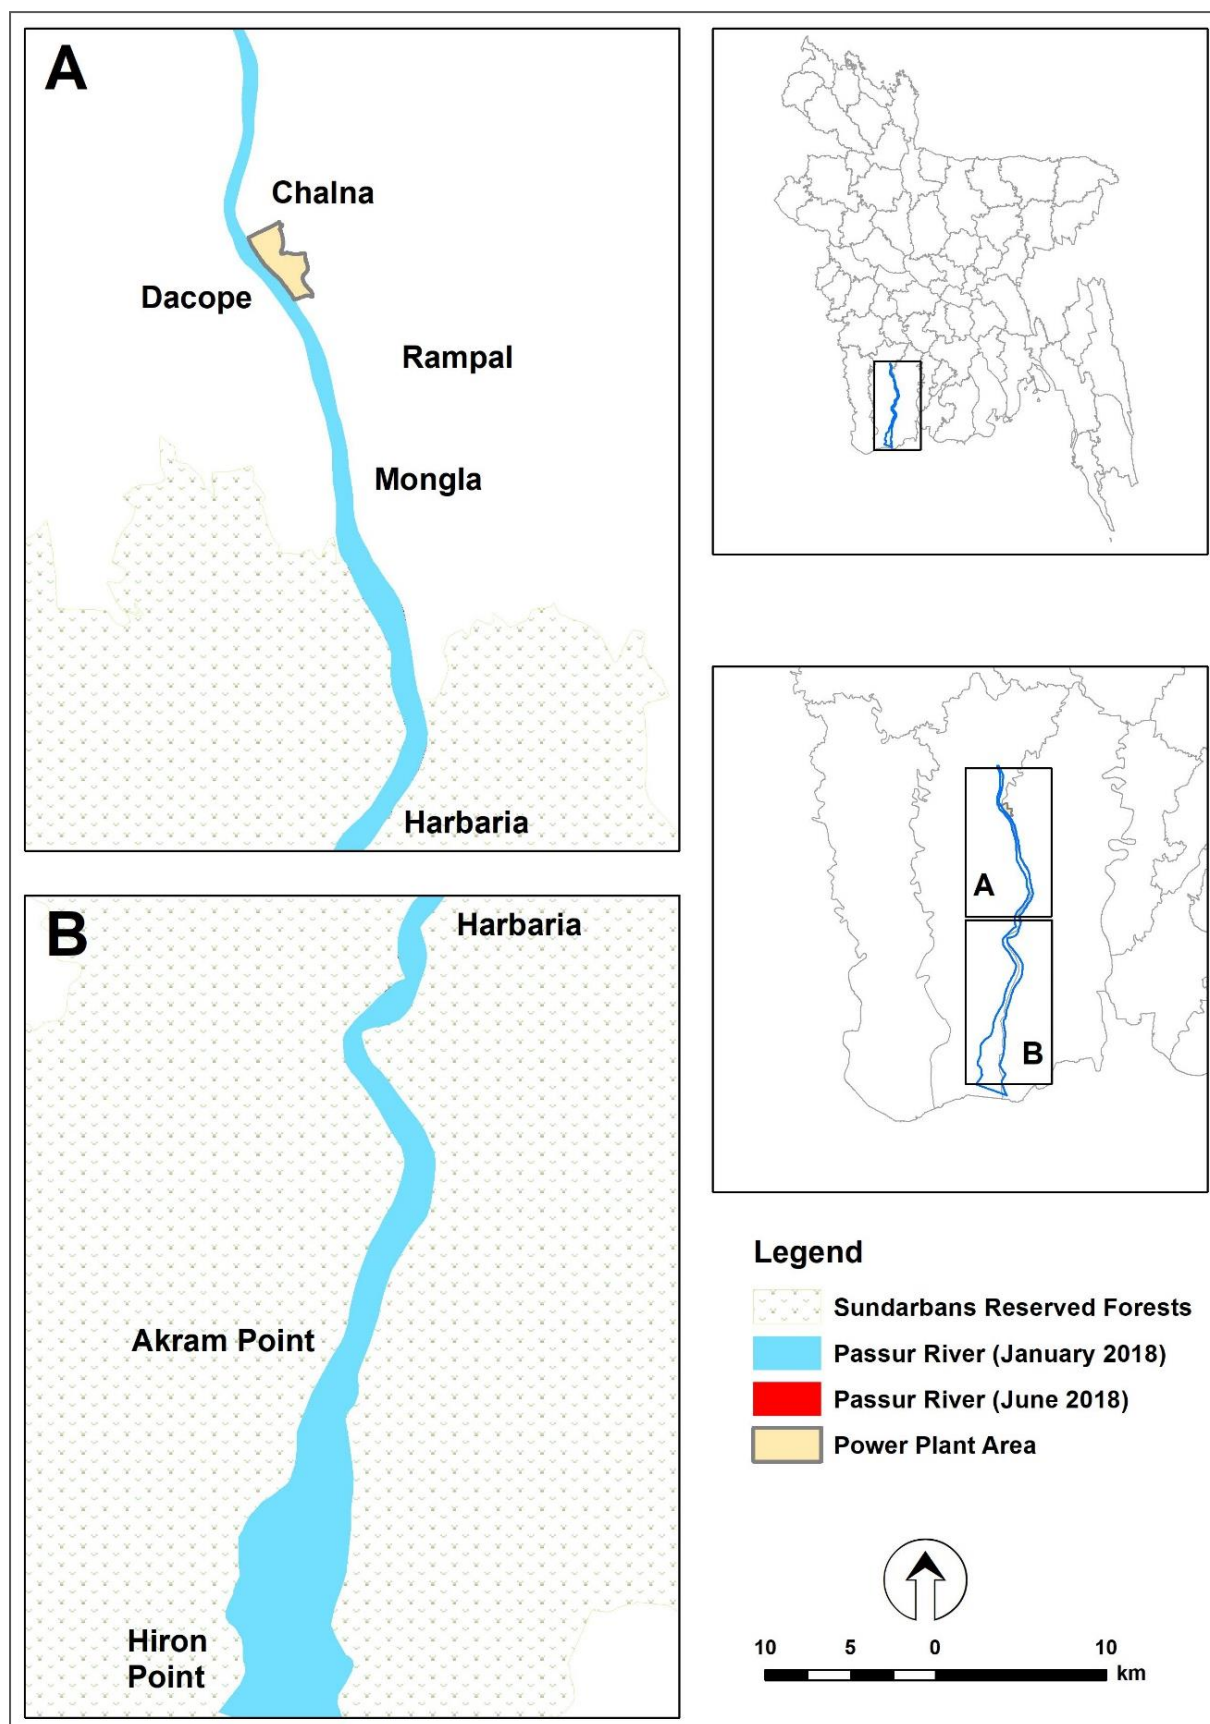 A
Chalna
Dacope
Rampal
Mongla
Harbaria
B
Harbaria
Akram Point
Hiron
Point
A
B
Legend
Sundarbans Reserved Forests
Passur River (January 2018)
Passur River (June 2018)
Power Plant Area
10 5 0 10
km